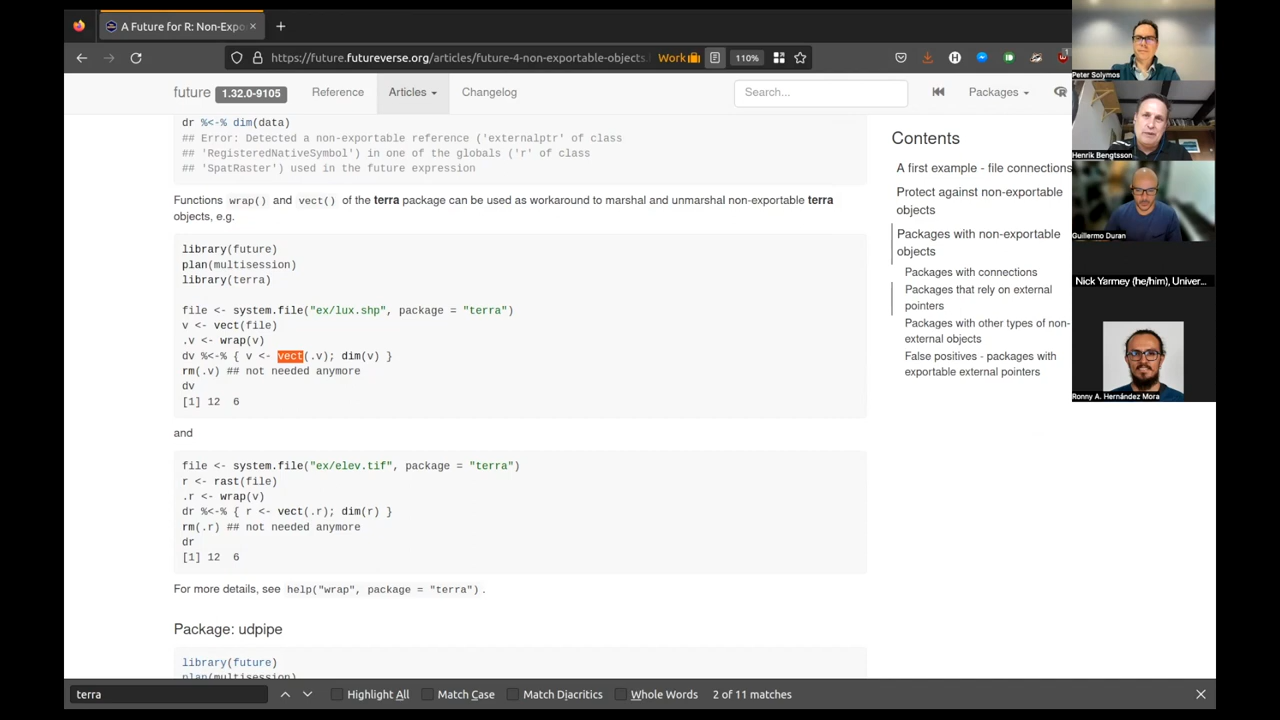 A Future for R: Non-Expo
https://future.futureverse.org/articles/future-4-non-exportable-objects.
Work
110%
future 1.32.0-9105 Reference Articles Changelog
Search...
Packages
dr %<-% dim(data)
## Error: Detected a non-exportable reference ('externalptr' of class
## 'RegisteredNativeSymbol') in one of the globals ('r' of class
## 'SpatRaster') used in the future expression
Functions wrap() and vect() of the terra package can be used as workaround to marshal and unmarshal non-exportable terra
objects, e.g.
library(future)
plan(multisession)
library(terra)
file <- system.file("ex/lux.shp", package = "terra")
v <- vect(file)
.v <- wrap(v)
dv %<-% { v <- vect(.v); dim(v) }
rm(.v) ## not needed anymore
dv
[1] 12  6
and
file <- system.file("ex/elev.tif", package = "terra")
r <- rast(file)
.r <- wrap(v)
dr %<-% { r <- vect(.r); dim(r) }
rm(.r) ## not needed anymore
dr
[1] 12  6
For more details, see help("wrap", package = "terra").
Package: udpipe
library(future)
plan(multisession)
Contents
A first example - file connections
Protect against non-exportable
objects
Packages with non-exportable
objects
Packages with connections
Packages that rely on external
pointers
Packages with other types of non-
external objects
False positives - packages with
exportable external pointers
Peter Solymos
Henrik Bengtsson
Guillermo Duran
Nick Yarmey (he/him), Univer...
Ronny A. Hernández Mora
terra
Highlight All
Match Case
Match Diacritics
Whole Words
2 of 11 matches